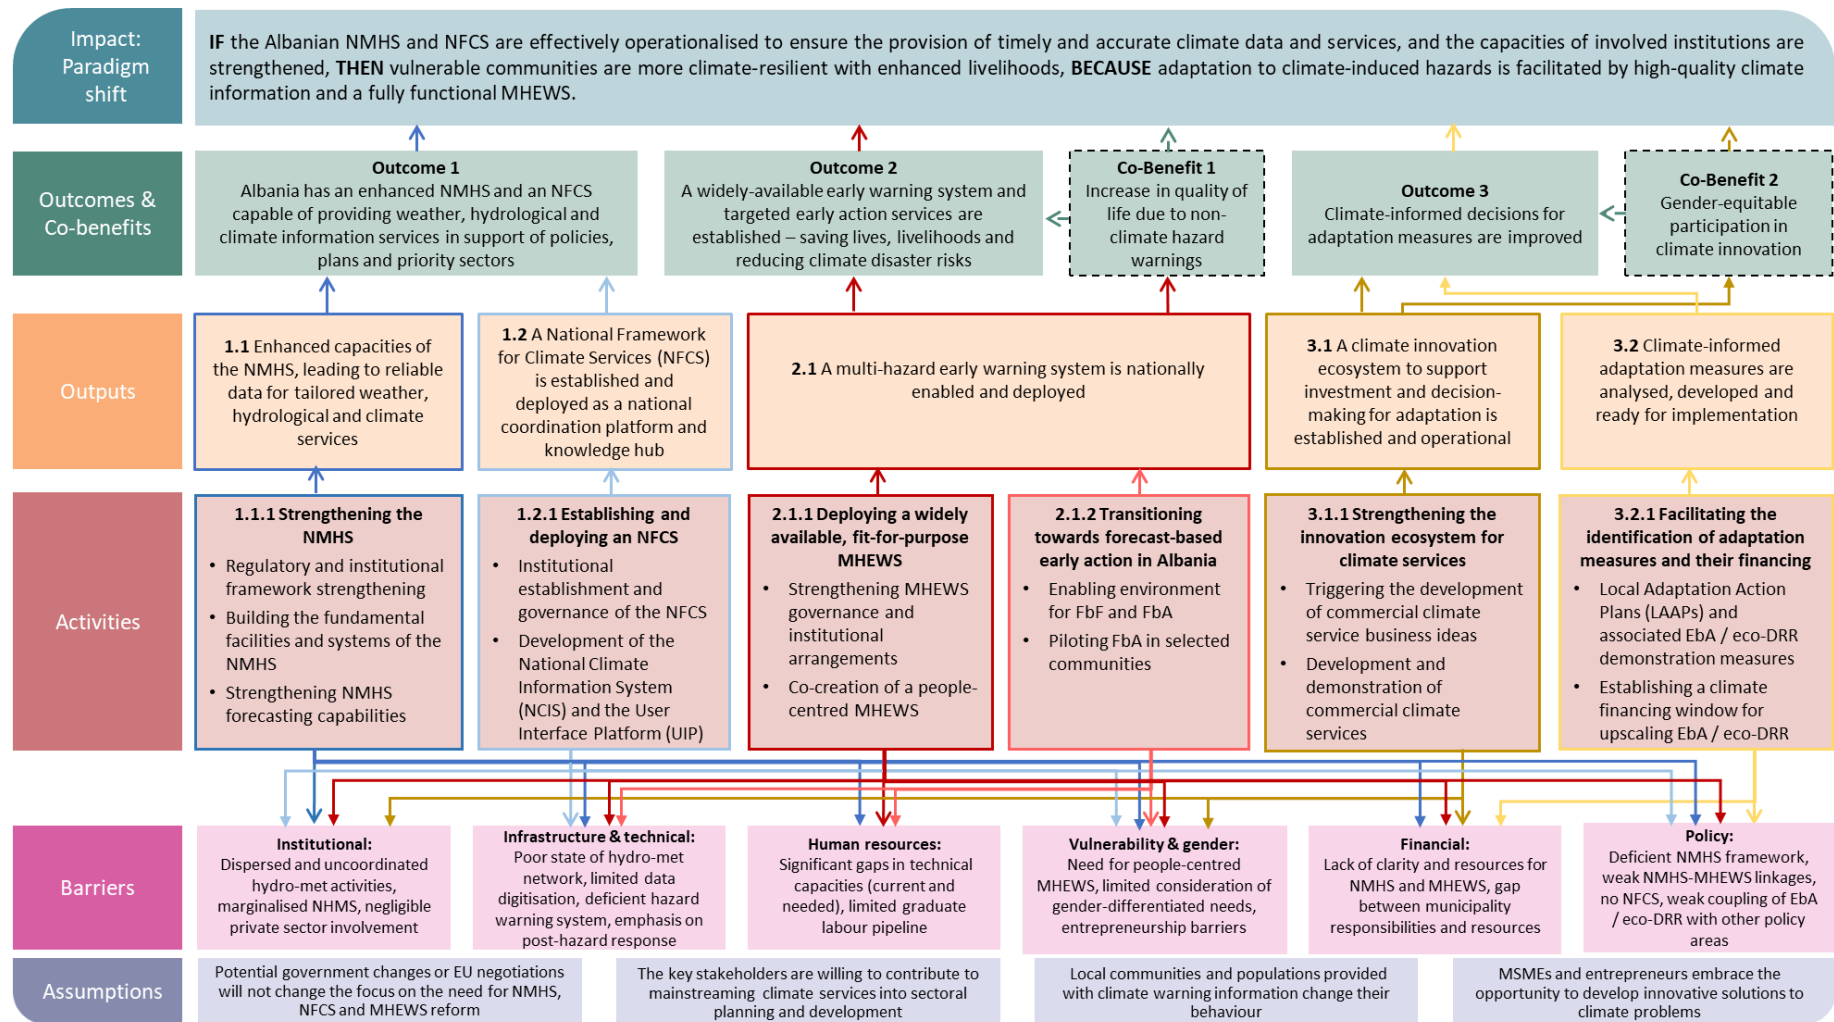 Impact:
Paradigm
shift
IF the Albanian NMHS and NFCS are effectively operationalised to ensure the provision of timely and accurate climate data and services, and the capacities of involved institutions are
strengthened, THEN vulnerable communities are more climate-resilient with enhanced livelihoods, BECAUSE adaptation to climate-induced hazards is facilitated by high-quality climate
information and a fully functional MHEWS.
Outcomes &
Co-benefits
Outcome 1
Albania has an enhanced NMHS and an NFCS
capable of providing weather, hydrological and
climate information services in support of policies,
plans and priority sectors
Outcome 2
A widely-available early warning system and
targeted early action services are
established – saving lives, livelihoods and
reducing climate disaster risks
Co-Benefit 1
Increase in quality of
life due to non-
climate hazard
warnings
Outcome 3
Climate-informed decisions for
adaptation measures are improved
Co-Benefit 2
Gender-equitable
participation in
climate innovation
Outputs
1.1 Enhanced capacities of
the NMHS, leading to reliable
data for tailored weather,
hydrological and climate
services
1.2 A National Framework
for Climate Services (NFCS)
is established and
deployed as a national
coordination platform and
knowledge hub
2.1 A multi-hazard early warning system is nationally
enabled and deployed
3.1 A climate innovation
ecosystem to support
investment and decision-
making for adaptation is
established and operational
3.2 Climate-informed
adaptation measures are
analysed, developed and
ready for implementation
Activities
1.1.1 Strengthening the
NMHS
• Regulatory and institutional
framework strengthening
• Building the fundamental
facilities and systems of the
NMHS
• Strengthening NMHS
forecasting capabilities
1.2.1 Establishing and
deploying an NFCS
• Institutional
establishment and
governance of the NFCS
• Development of the
National Climate
Information System
(NCIS) and the User
Interface Platform (UIP)
2.1.1 Deploying a widely
available, fit-for-purpose
MHEWS
• Strengthening MHEWS
governance and
institutional
arrangements
• Co-creation of a people-
centred MHEWS
2.1.2 Transitioning
towards forecast-based
early action in Albania
• Enabling environment
for FbF and FbA
• Piloting FbA in selected
communities
3.1.1 Strengthening the
innovation ecosystem for
climate services
• Triggering the development
of commercial climate
service business ideas
• Development and
demonstration of
commercial climate
services
3.2.1 Facilitating the
identification of adaptation
measures and their financing
• Local Adaptation Action
Plans (LAAPs) and
associated EbA / eco-DRR
demonstration measures
• Establishing a climate
financing window for
upscaling EbA / eco-DRR
Barriers
Institutional:
Dispersed and uncoordinated
hydro-met activities,
marginalised NHMS, negligible
private sector involvement
Infrastructure & technical:
Poor state of hydro-met
network, limited data
digitisation, deficient hazard
warning system, emphasis on
post-hazard response
Human resources:
Significant gaps in technical
capacities (current and
needed), limited graduate
labour pipeline
Vulnerability & gender:
Need for people-centred
MHEWS, limited consideration of
gender-differentiated needs,
entrepreneurship barriers
Financial:
Lack of clarity and resources for
NMHS and MHEWS, gap
between municipality
responsibilities and resources
Policy:
Deficient NMHS framework,
weak NMHS-MHEWS linkages,
no NFCS, weak coupling of EbA
/ eco-DRR with other policy
areas
Assumptions
Potential government changes or EU negotiations
will not change the focus on the need for NMHS,
NFCS and MHEWS reform
The key stakeholders are willing to contribute to
mainstreaming climate services into sectoral
planning and development
Local communities and populations provided
with climate warning information change their
behaviour
MSMEs and entrepreneurs embrace the
opportunity to develop innovative solutions to
climate problems